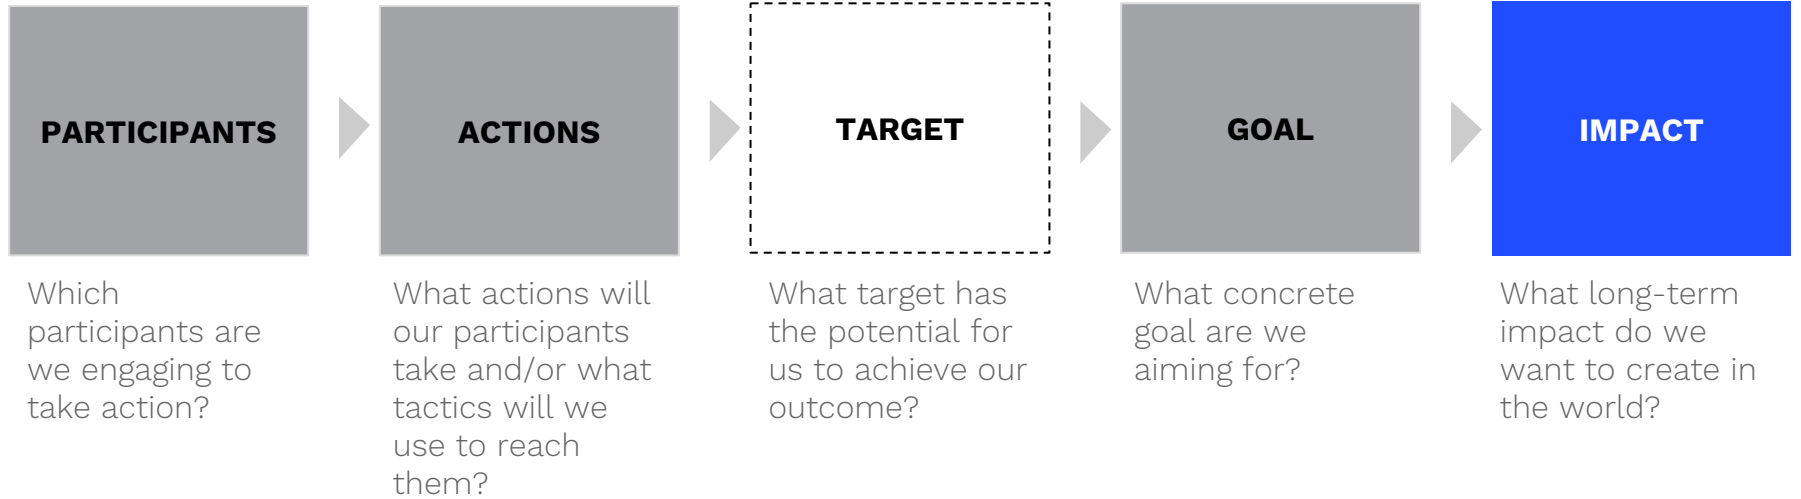 PARTICIPANTS
ACTIONS
TARGET
GOAL
IMPACT
Which
participants are
we engaging to
take action?
What actions will
our participants
take and/or what
tactics will we
use to reach
them?
What target has
the potential for
us to achieve our
outcome?
What concrete
goal are we
aiming for?
What long-term
impact do we
want to create in
the world?